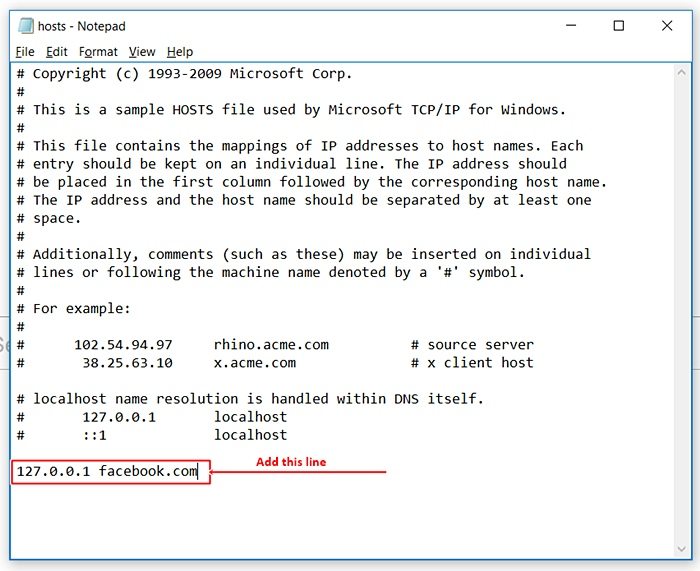 hosts - Notepad
File Edit Format View Help
# Copyright (c) 1993-2009 Microsoft Corp.
#
# This is a sample HOSTS file used by Microsoft TCP/IP for Windows.
#
# This file contains the mappings of IP addresses to host names. Each
# entry should be kept on an individual line. The IP address should
# be placed in the first column followed by the corresponding host name.
# The IP address and the host name should be separated by at least one
# space.
#
# Additionally, comments (such as these) may be inserted on individual
# lines or following the machine name denoted by a '#' symbol.
#
# For example:
#
#      102.54.94.97     rhino.acme.com          # source server
#       38.25.63.10     x.acme.com              # x client host

# localhost name resolution is handled within DNS itself.
#       127.0.0.1       localhost
#       ::1             localhost

127.0.0.1 facebook.com
Add this line